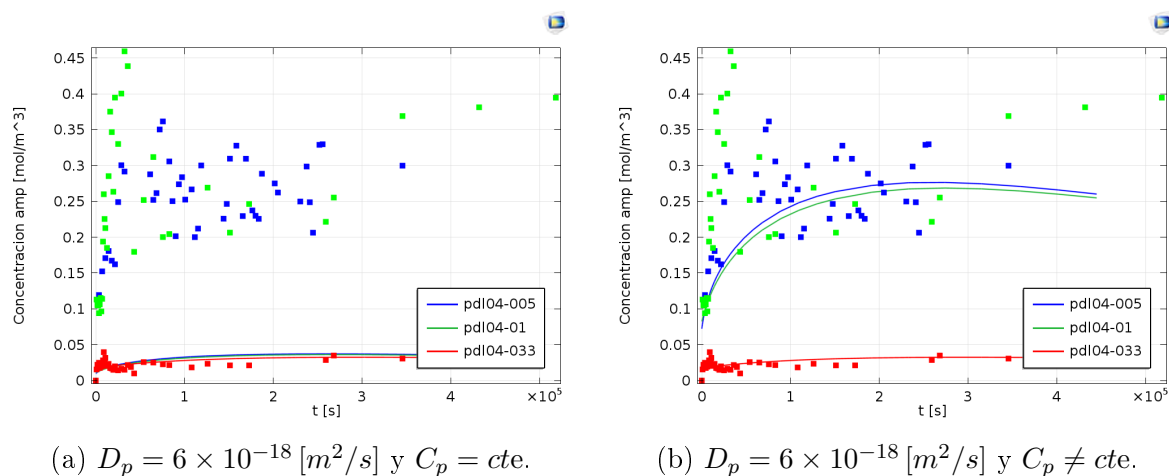 0.45
0.4
0.35
0.3
0.25
0.2
0.15
0.1
0.05
0
Concentracion amp [mol/m^3]
0 1 2 3 4 ×10⁵
t [s]
pdl04-005
pdl04-01
pdl04-033
(a) D_p = 6 × 10⁻¹⁸ [m²/s] y C_p = cte.
0.45
0.4
0.35
0.3
0.25
0.2
0.15
0.1
0.05
0
Concentracion amp [mol/m^3]
0 1 2 3 4 ×10⁵
t [s]
pdl04-005
pdl04-01
pdl04-033
(b) D_p = 6 × 10⁻¹⁸ [m²/s] y C_p ≠ cte.